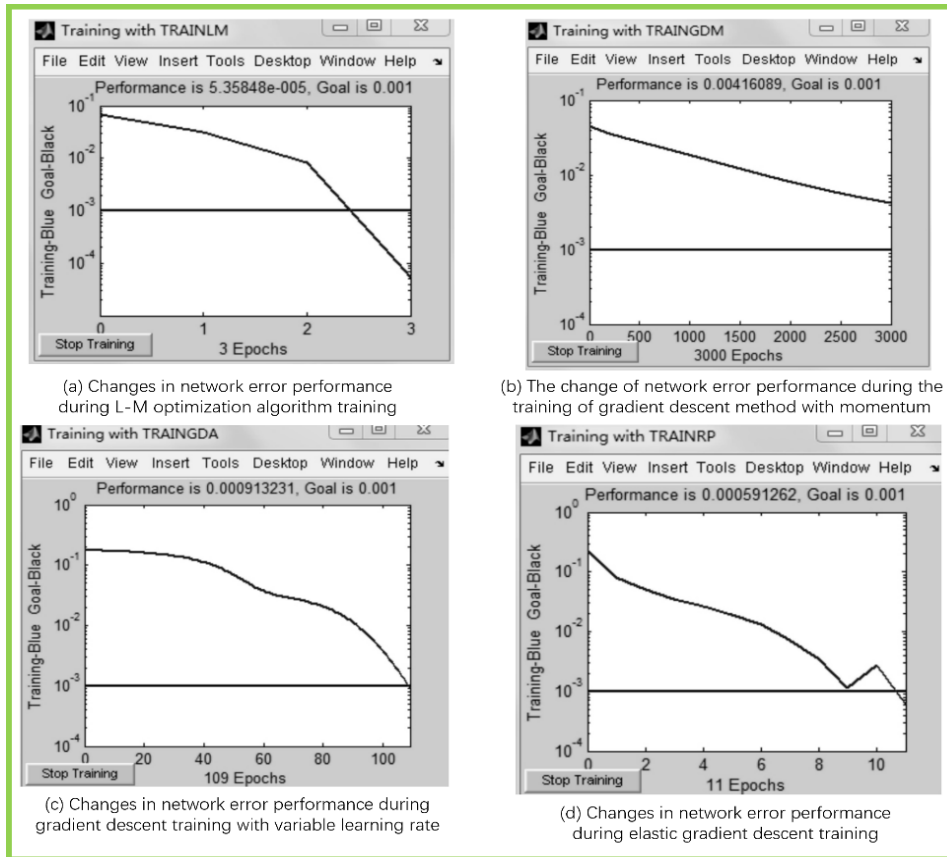 Training with TRAINLM
File Edit View Insert Tools Desktop Window Help
Performance is 5.35848e-005, Goal is 0.001
Training-Blue Goal-Black
10^-1
10^-2
10^-3
10^-4
0 1 2 3
3 Epochs
Stop Training
(a) Changes in network error performance
during L-M optimization algorithm training
Training with TRAINGDM
File Edit View Insert Tools Desktop Window Help
Performance is 0.00416089, Goal is 0.001
Training-Blue Goal-Black
10^-1
10^-2
10^-3
10^-4
0 500 1000 1500 2000 2500 3000
3000 Epochs
Stop Training
(b) The change of network error performance during the
training of gradient descent method with momentum
Training with TRAINGDA
File Edit View Insert Tools Desktop Window Help
Performance is 0.000913231, Goal is 0.001
Training-Blue Goal-Black
10^0
10^-1
10^-2
10^-3
10^-4
0 20 40 60 80 100
109 Epochs
Stop Training
(c) Changes in network error performance during
gradient descent training with variable learning rate
Training with TRAINRP
File Edit View Insert Tools Desktop Window Help
Performance is 0.000591262, Goal is 0.001
Training-Blue Goal-Black
10^0
10^-1
10^-2
10^-3
10^-4
0 2 4 6 8 10
11 Epochs
Stop Training
(d) Changes in network error performance
during elastic gradient descent training